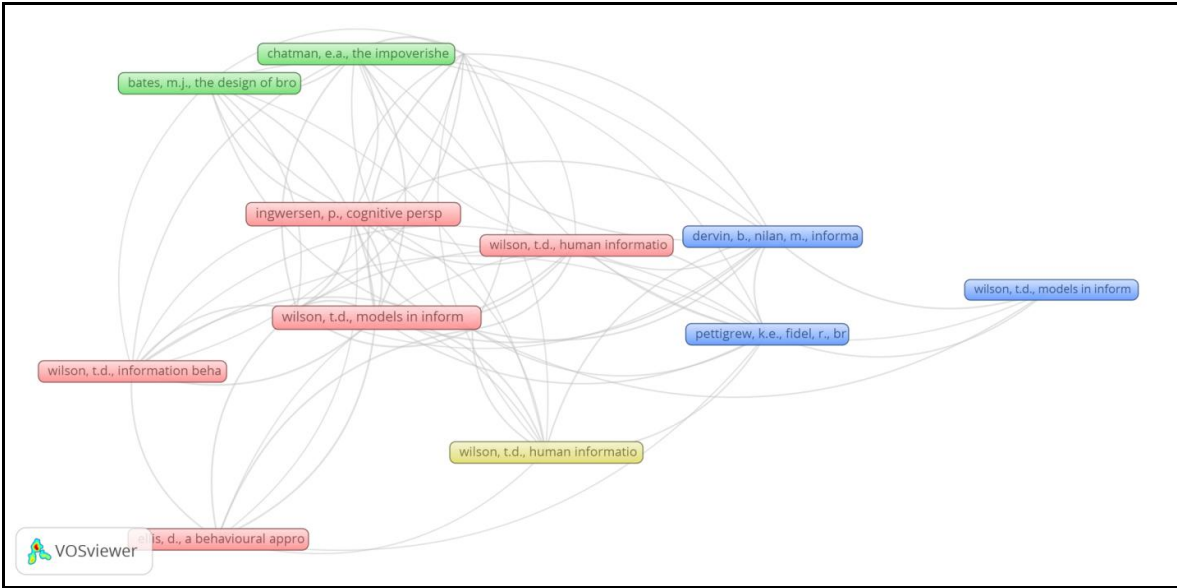 chatman, e.a., the impoverishe
bates, m.j., the design of bro
ingwersen, p., cognitive persp
wilson, t.d., human informatio
dervin, b., nilan, m., informa
wilson, t.d., models in inform
wilson, t.d., models in inform
pettigrew, k.e., fidel, r., br
wilson, t.d., information beha
wilson, t.d., human informatio
ellis, d., a behavioural appro
VOSviewer